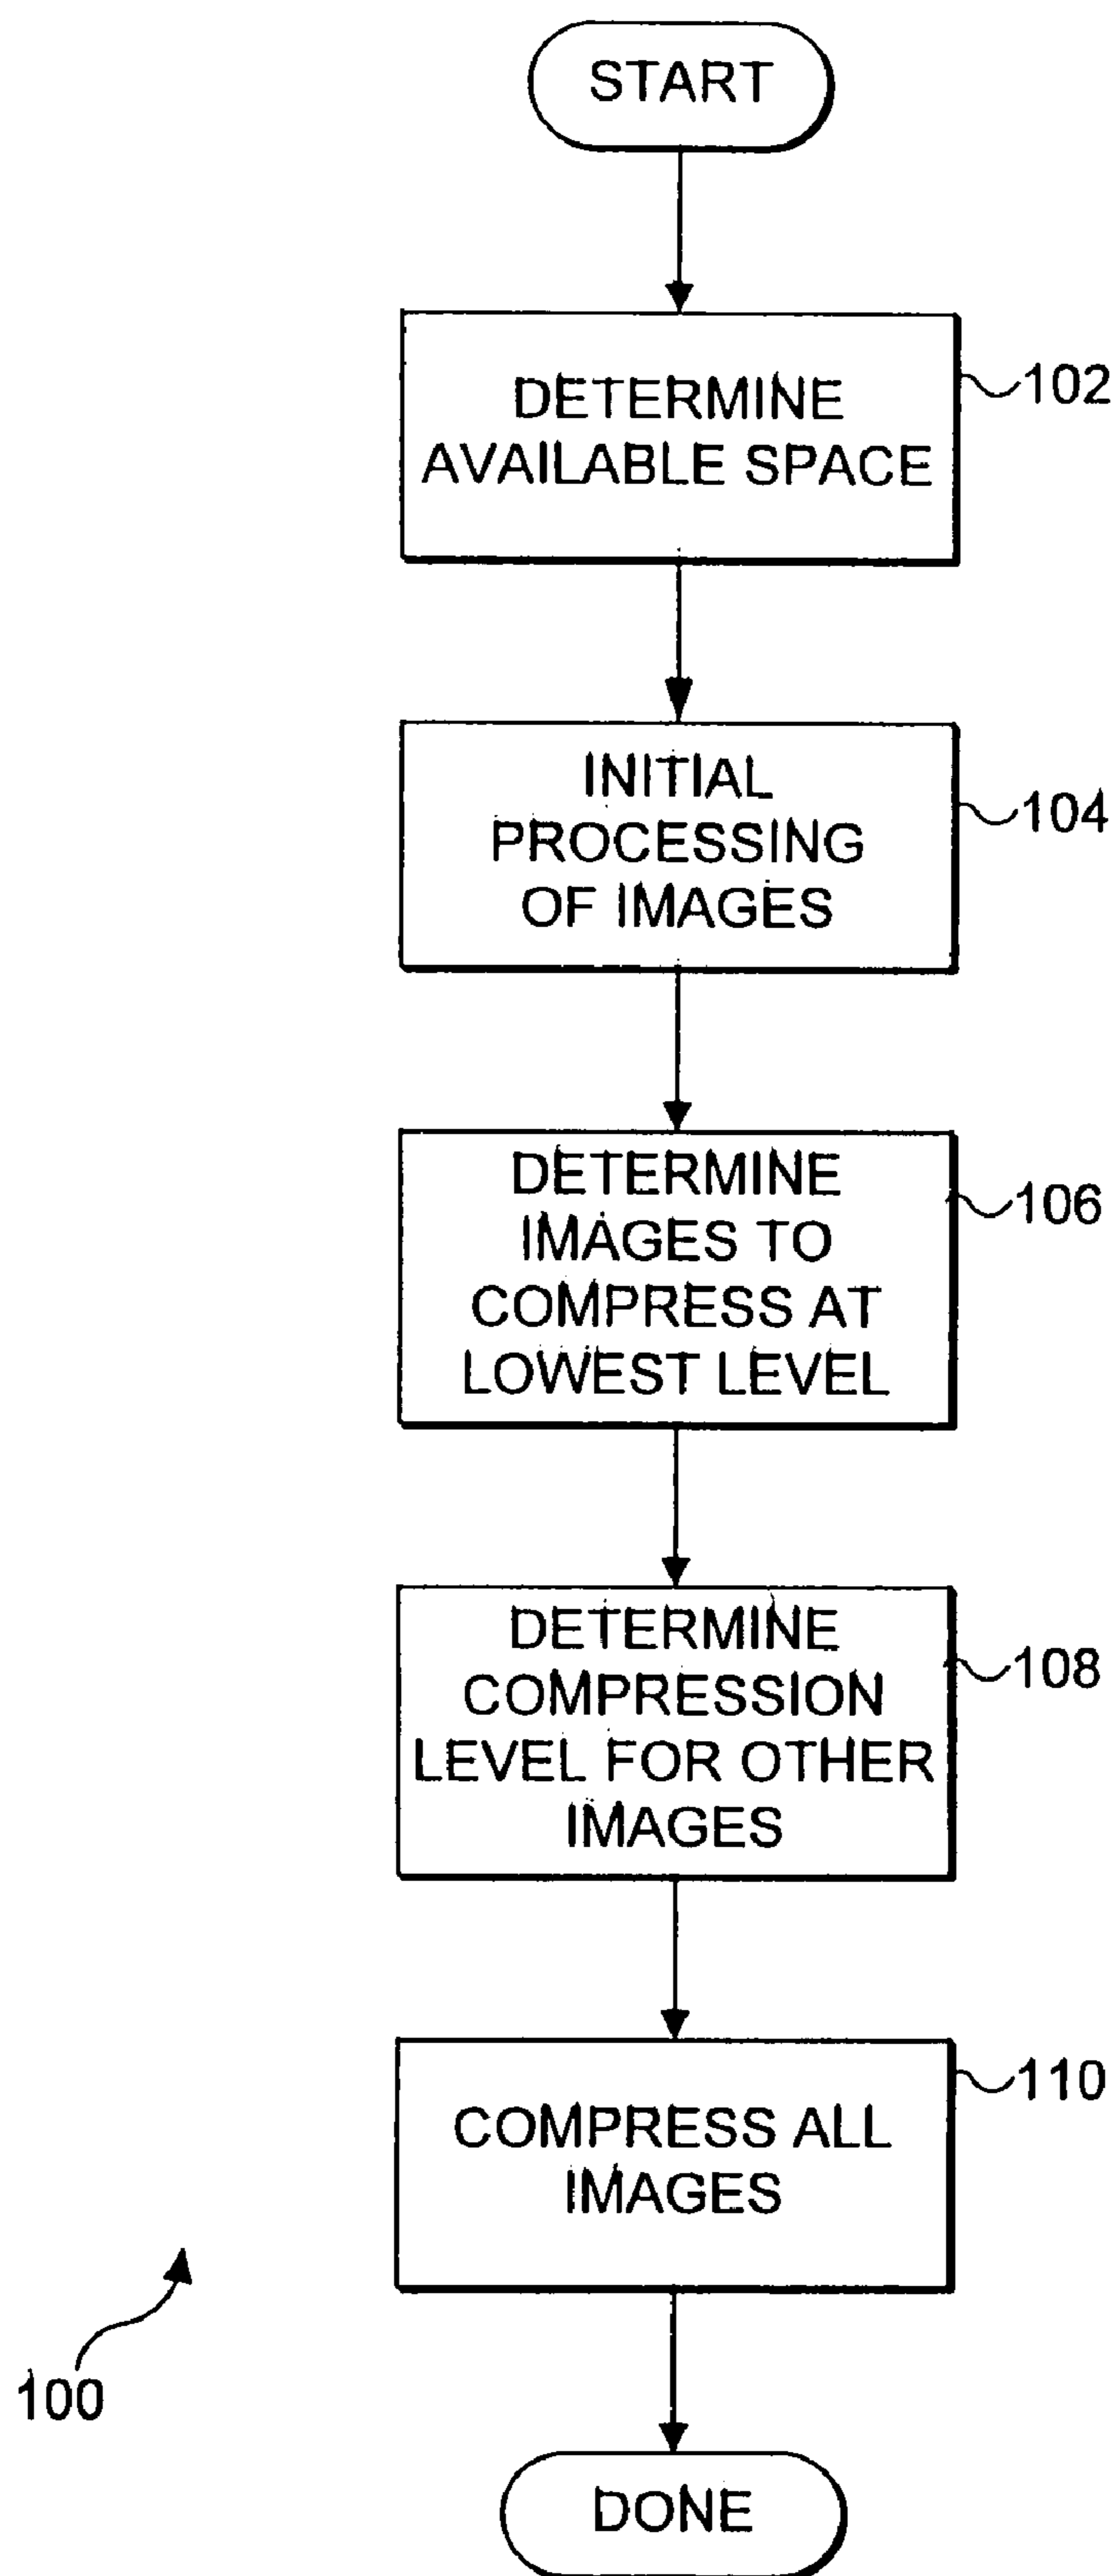 START
DETERMINE
AVAILABLE SPACE
102
INITIAL
PROCESSING
OF IMAGES
104
DETERMINE
IMAGES TO
COMPRESS AT
LOWEST LEVEL
106
DETERMINE
COMPRESSION
LEVEL FOR OTHER
IMAGES
108
COMPRESS ALL
IMAGES
110
100
DONE